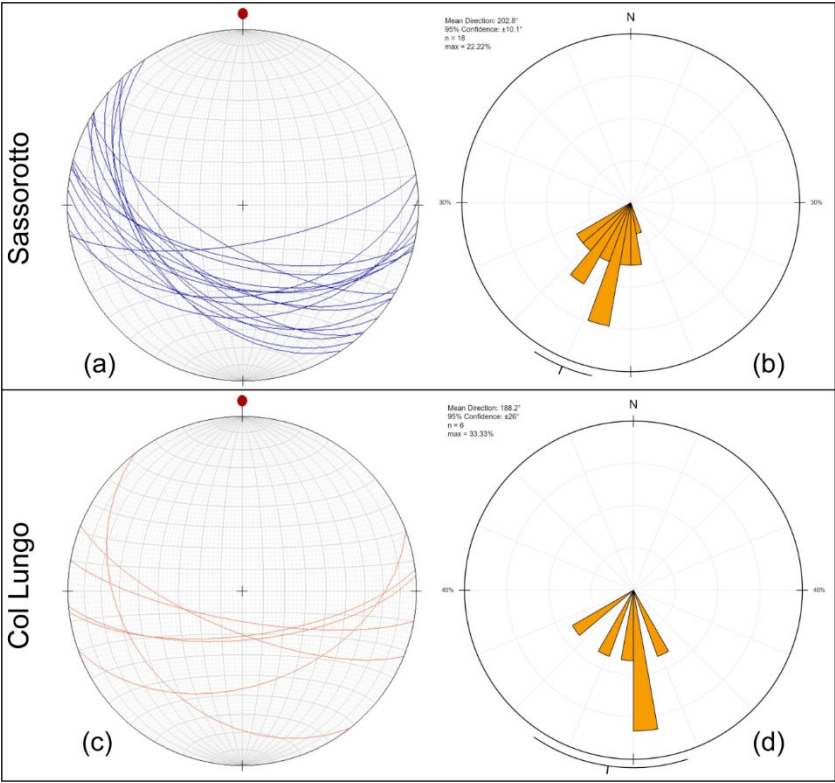 Sassorotto
(a)
Mean Direction: 202.8°
95% Confidence: ±10.1°
n = 18
max = 22.22%
N
30%
30%
(b)
Col Lungo
(c)
Mean Direction: 188.2°
95% Confidence: ±26°
n = 6
max = 33.33%
N
40%
40%
(d)